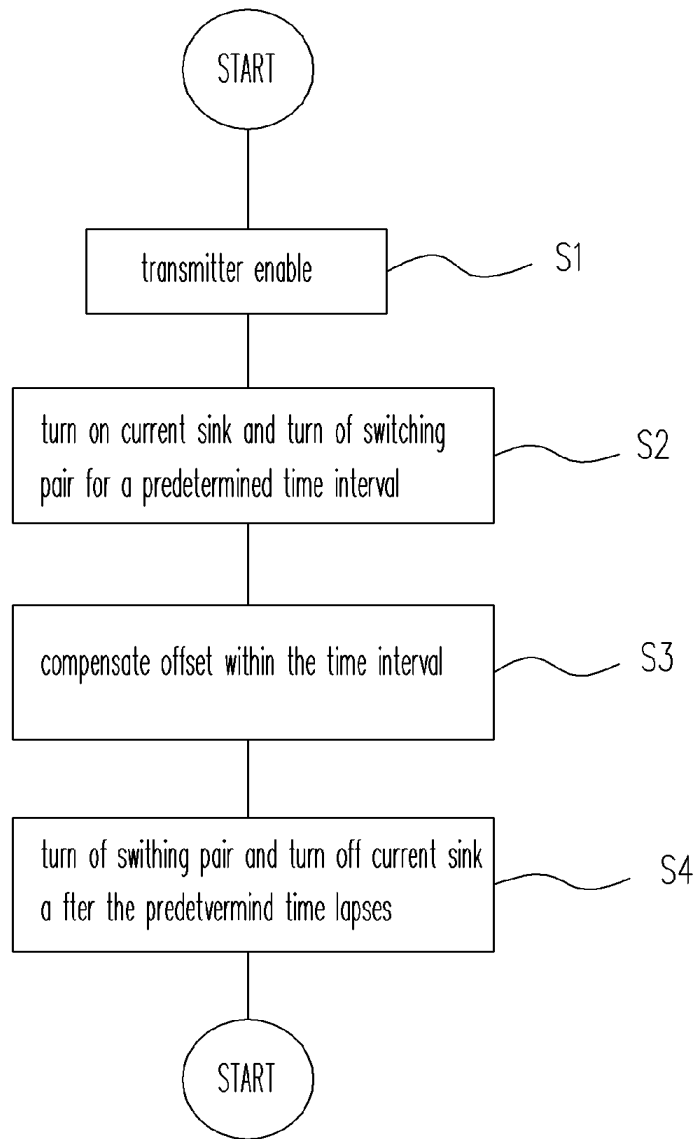 START
transmitter enable
S1
turn on current sink and turn of switching
pair for a predetermined time interval
S2
compensate offset within the time interval
S3
turn of swithing pair and turn off current sink
a fter the predetvermind time lapses
S4
START